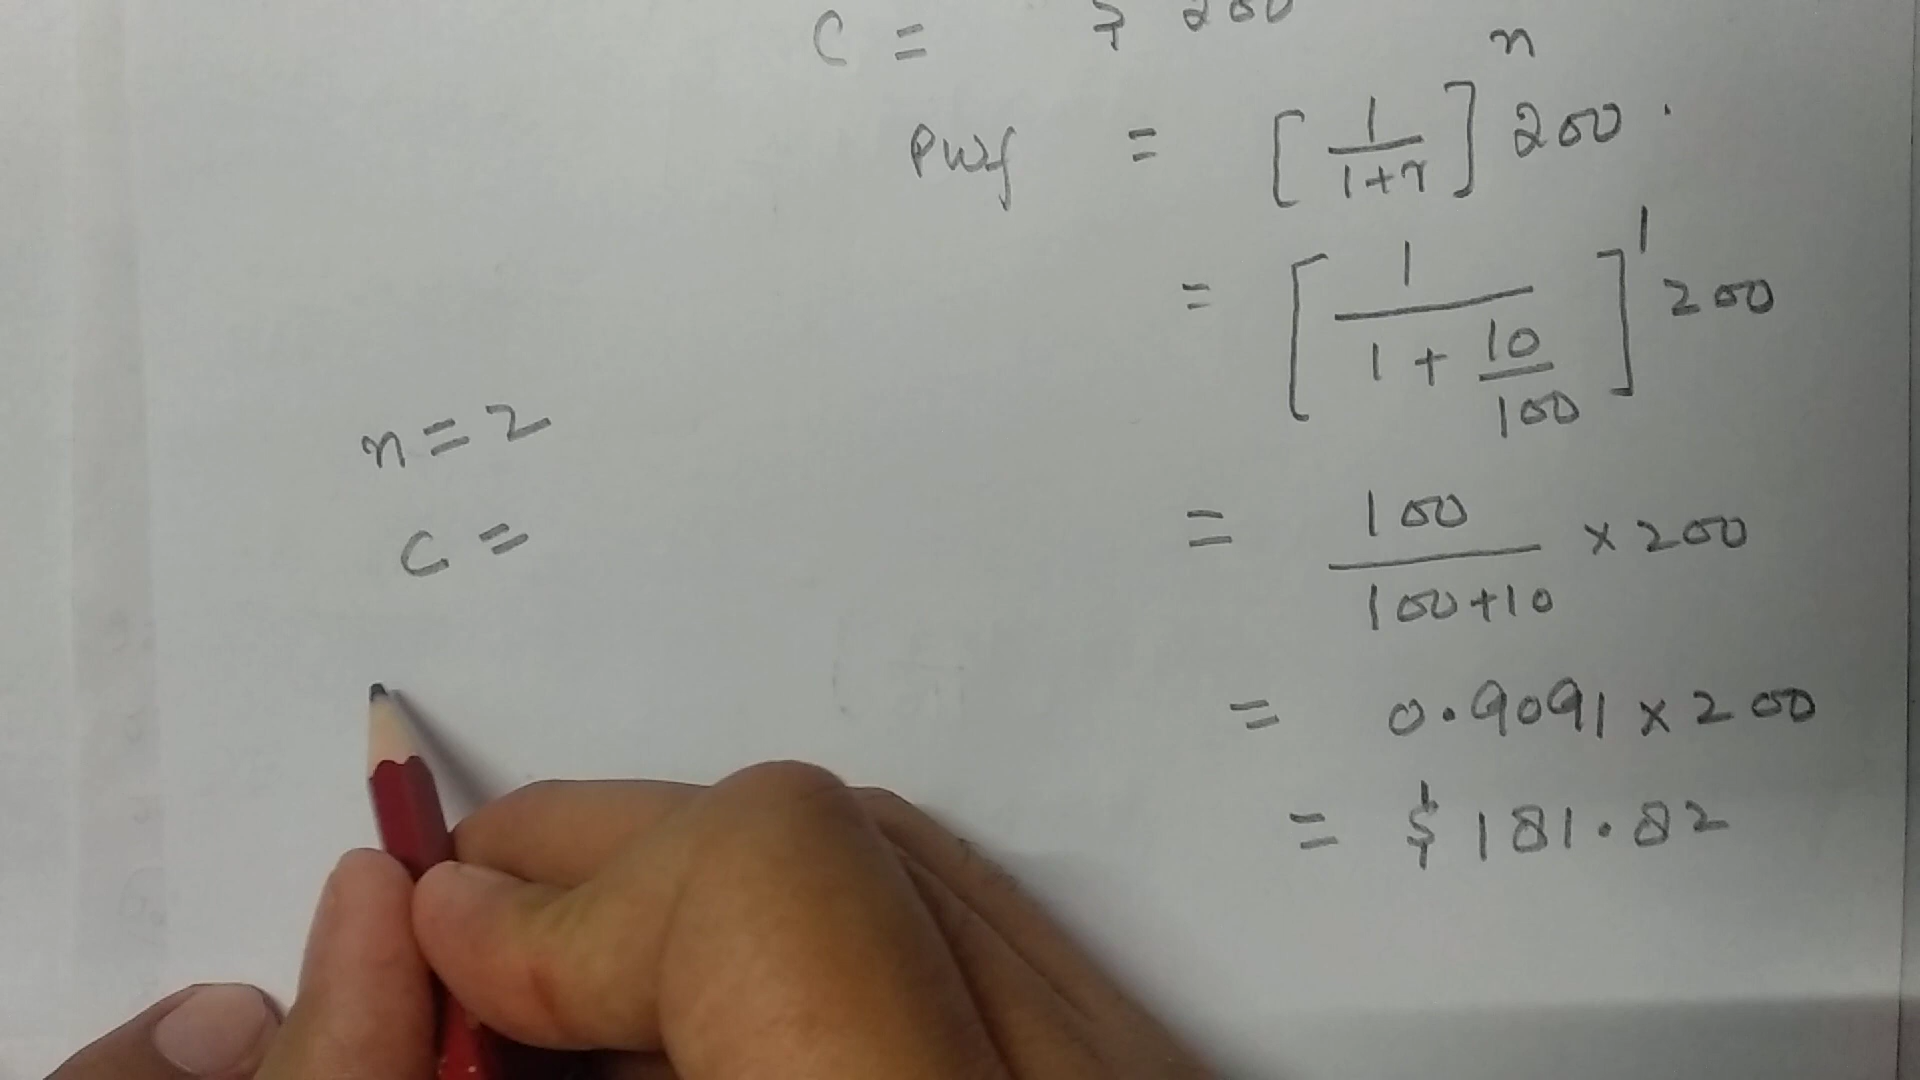 C = $ 200
Pwf = [1/(1+r)]^n 200.
= [1/(1 + 10/100)]^1 200
= 100/(100+10) × 200
= 0.9091 × 200
= $ 181.82
n = 2
C =